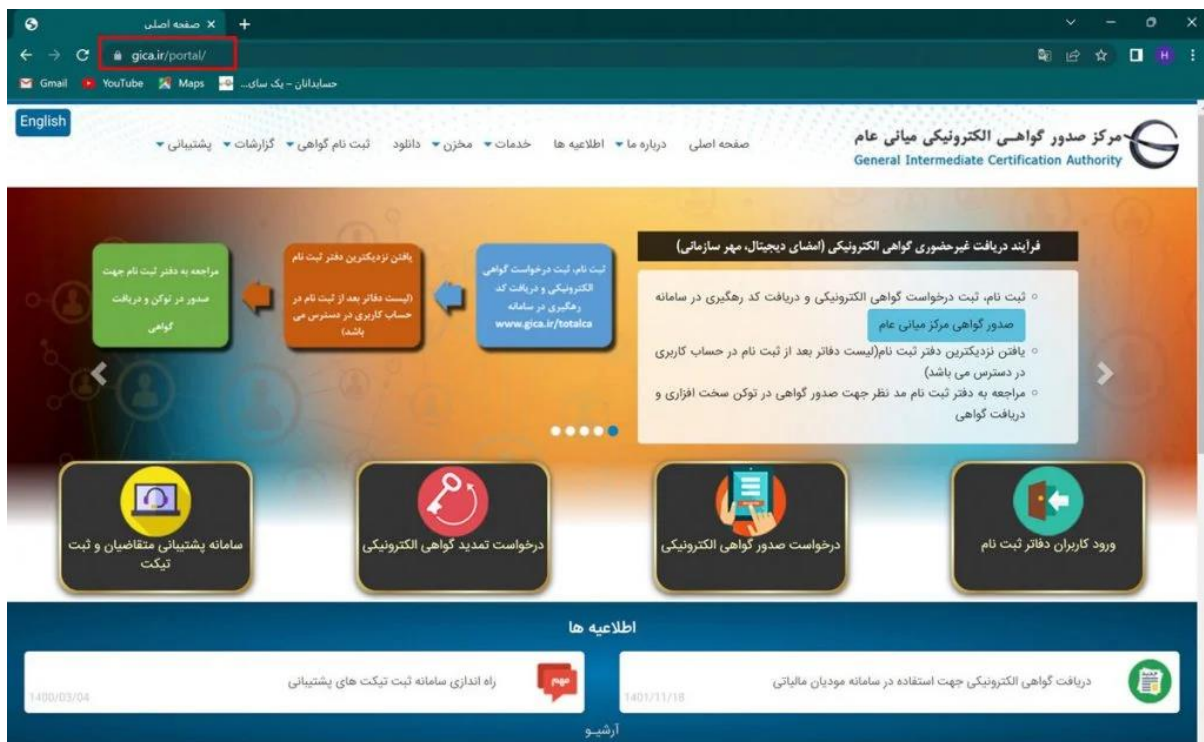 صفحه اصلی
gica.ir/portal/
H
Gmail
YouTube
Maps
حسابدانان – یک سای...
English
مرکز صدور گواهی الکترونیکی میانی عام
General Intermediate Certification Authority
صفحه اصلی
درباره ما
اطلاعیه ها
خدمات
مخزن
دانلود
ثبت نام گواهی
گزارشات
پشتیبانی
فرآیند دریافت غیرحضوری گواهی الکترونیکی (امضای دیجیتال، مهر سازمانی)
ثبت نام، ثبت درخواست گواهی الکترونیکی و دریافت کد رهگیری در سامانه
صدور گواهی مرکز میانی عام
یافتن نزدیکترین دفتر ثبت نام(لیست دفاتر بعد از ثبت نام در حساب کاربری
در دسترس می باشد)
مراجعه به دفتر ثبت نام مد نظر جهت صدور گواهی در توکن سخت افزاری و
دریافت گواهی
ثبت نام، ثبت درخواست گواهی
الکترونیکی و دریافت کد
رهگیری در سامانه
www.gica.ir/totalca
یافتن نزدیکترین دفتر ثبت نام
(لیست دفاتر بعد از ثبت نام در
حساب کاربری در دسترس می
باشد)
مراجعه به دفتر ثبت نام جهت
صدور در توکن و دریافت
گواهی
ورود کاربران دفاتر ثبت نام
درخواست صدور گواهی الکترونیکی
درخواست تمدید گواهی الکترونیکی
سامانه پشتیبانی متقاضیان و ثبت
تیکت
اطلاعیه ها
دریافت گواهی الکترونیکی جهت استفاده در سامانه مودیان مالیاتی
1401/11/18
مهم
راه اندازی سامانه ثبت تیکت های پشتیبانی
1400/03/04
آرشیـو